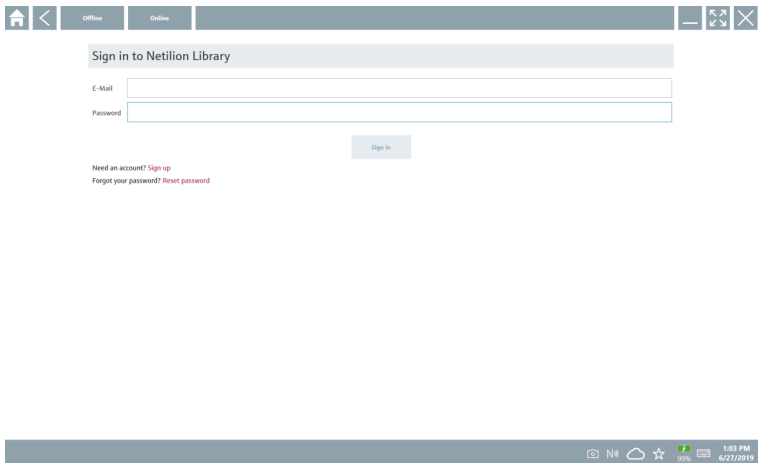 Offline Online
Sign in to Netilion Library
E-Mail
Password
Sign in
Need an account? Sign up
Forgot your password? Reset password
1:03 PM
99% 6/27/2019